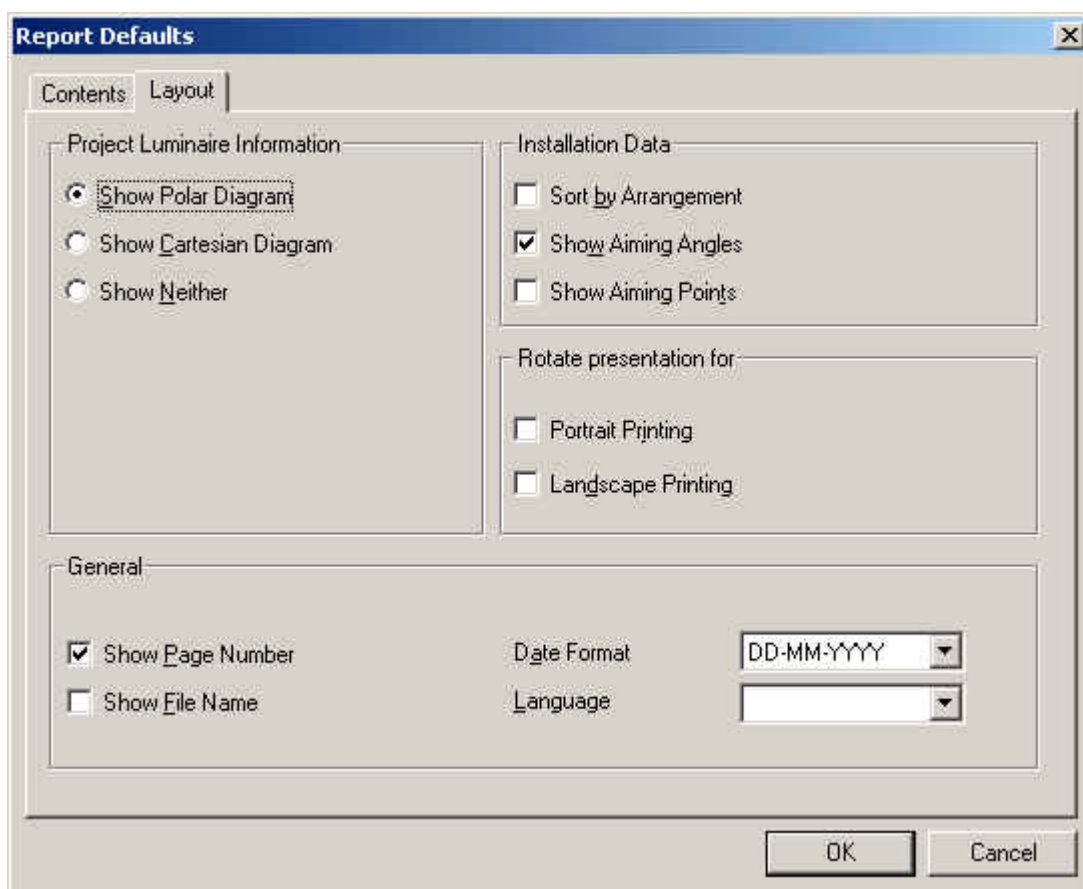 Report Defaults
Contents Layout
Project Luminaire Information
Show Polar Diagram
Show Cartesian Diagram
Show Neither
Installation Data
Sort by Arrangement
Show Aiming Angles
Show Aiming Points
Rotate presentation for
Portrait Printing
Landscape Printing
General
Show Page Number
Show File Name
Date Format DD-MM-YYYY
Language
OK Cancel